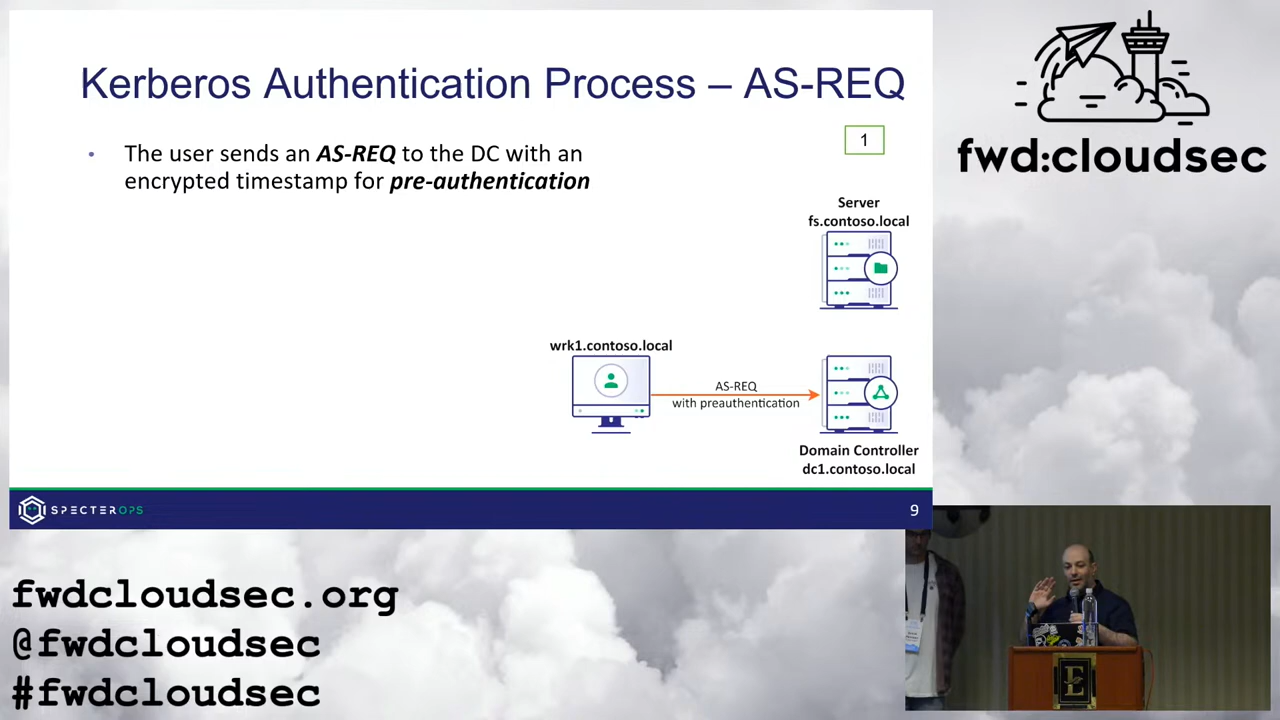 Kerberos Authentication Process – AS-REQ
• The user sends an AS-REQ to the DC with an
encrypted timestamp for pre-authentication
1
Server
fs.contoso.local
wrk1.contoso.local
AS-REQ
with preauthentication
Domain Controller
dc1.contoso.local
SPECTEROPS
9
fwd:cloudsec
fwdcloudsec.org
@fwdcloudsec
#fwdcloudsec
E